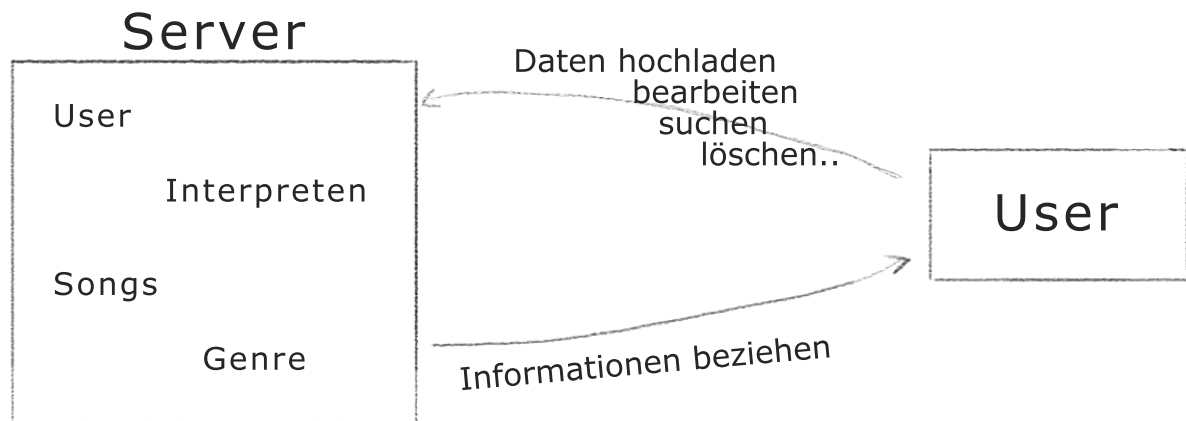 Server
User
Interpreten
Songs
Genre
Daten hochladen
bearbeiten
suchen
löschen..
Informationen beziehen
User